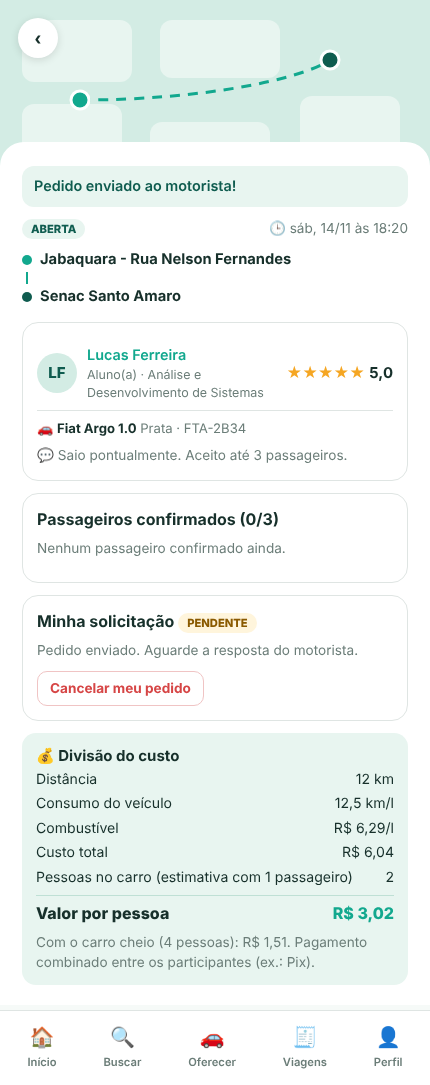 ‹
Pedido enviado ao motorista!
ABERTA
🕒 sáb, 14/11 às 18:20
Jabaquara - Rua Nelson Fernandes
Senac Santo Amaro
LF
Lucas Ferreira
Aluno(a) · Análise e
Desenvolvimento de Sistemas
★★★★★ 5,0
🚗 Fiat Argo 1.0 Prata · FTA-2B34
💬 Saio pontualmente. Aceito até 3 passageiros.
Passageiros confirmados (0/3)
Nenhum passageiro confirmado ainda.
Minha solicitação PENDENTE
Pedido enviado. Aguarde a resposta do motorista.
Cancelar meu pedido
💰 Divisão do custo
Distância 12 km
Consumo do veículo 12,5 km/l
Combustível R$ 6,29/l
Custo total R$ 6,04
Pessoas no carro (estimativa com 1 passageiro) 2
Valor por pessoa R$ 3,02
Com o carro cheio (4 pessoas): R$ 1,51. Pagamento
combinado entre os participantes (ex.: Pix).
Início Buscar Oferecer Viagens Perfil